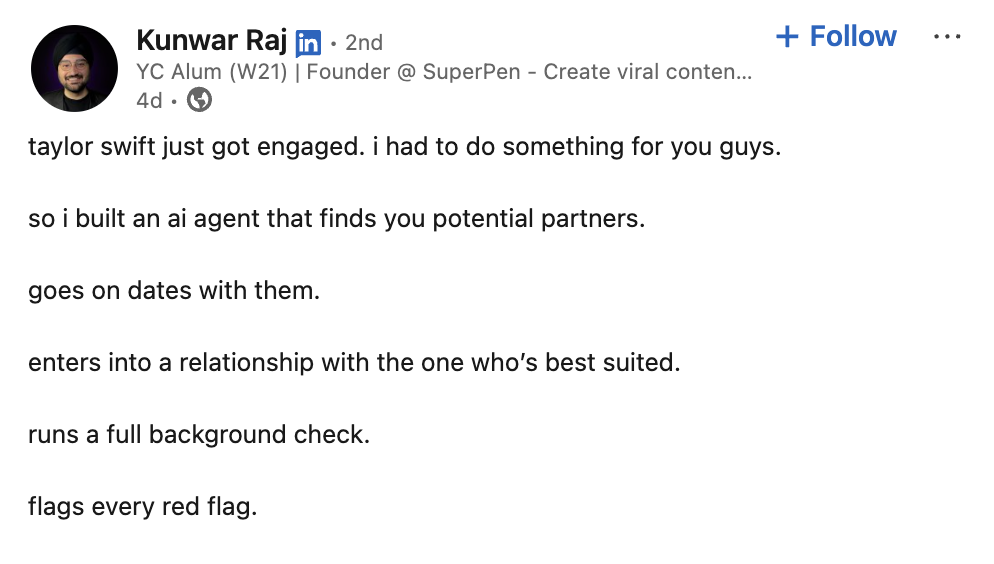 Kunwar Raj in • 2nd
+ Follow ...
YC Alum (W21) | Founder @ SuperPen - Create viral conten...
4d •
taylor swift just got engaged. i had to do something for you guys.
so i built an ai agent that finds you potential partners.
goes on dates with them.
enters into a relationship with the one who’s best suited.
runs a full background check.
flags every red flag.